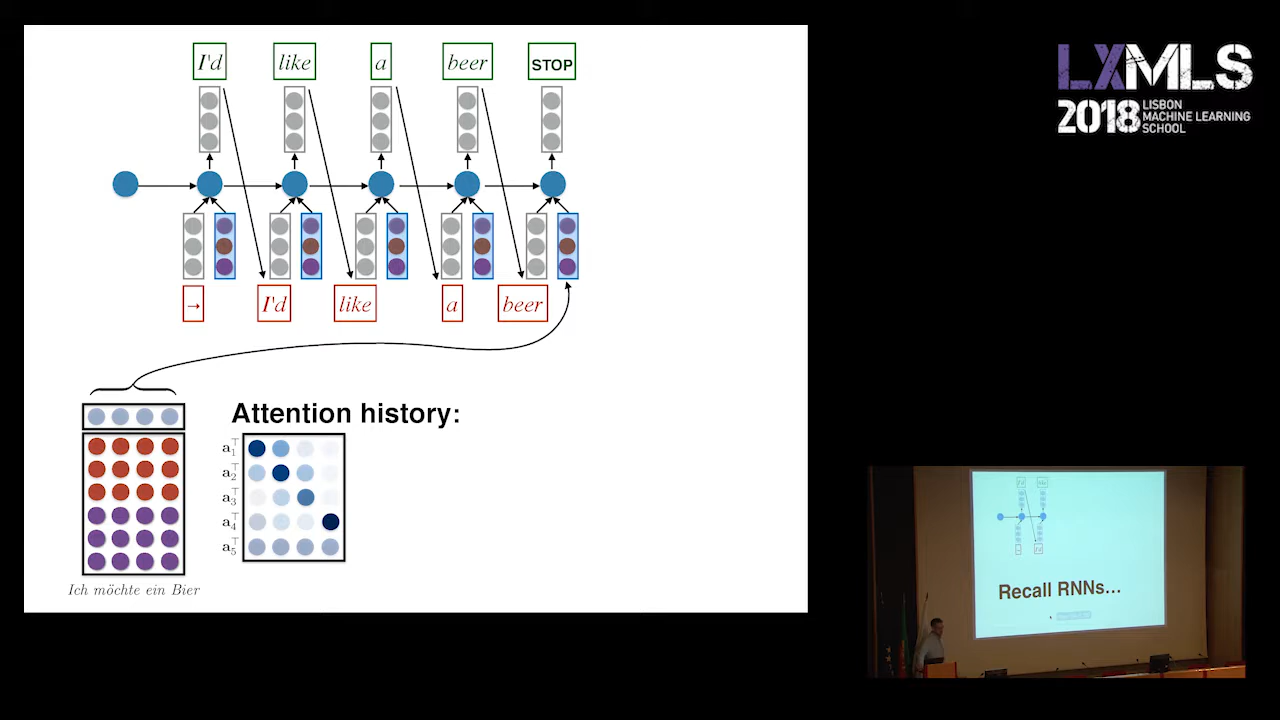 I'd like a beer STOP
→ I'd like a beer
Attention history:
a₁⊤
a₂⊤
a₃⊤
a₄⊤
a₅⊤
Ich möchte ein Bier
LXMLS
2018 LISBON
MACHINE LEARNING
SCHOOL
Recall RNNs...